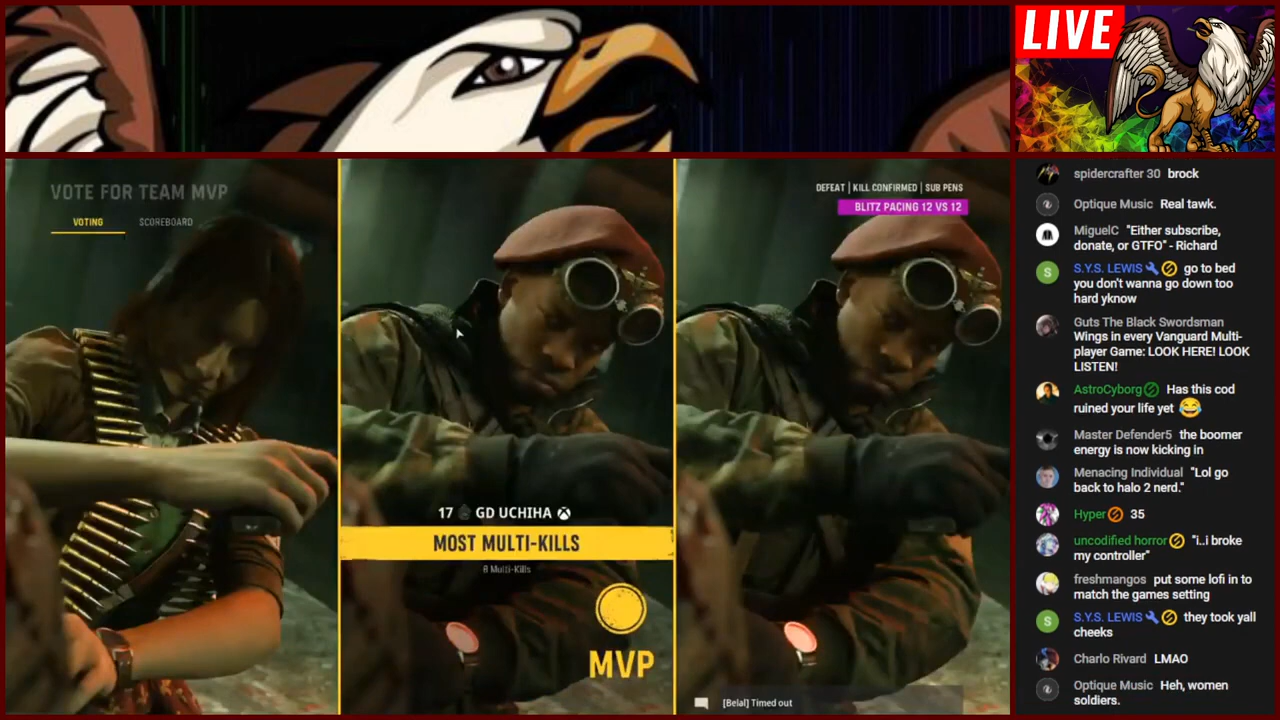 LIVE
VOTE FOR TEAM MVP
VOTING SCOREBOARD
DEFEAT | KILL CONFIRMED | SUB PENS
BLITZ PACING 12 VS 12
17 GD UCHIHA
MOST MULTI-KILLS
8 Multi-Kills
MVP
[Belal] Timed out
spidercrafter 30 brock
Optique Music Real tawk.
MiguelC "Either subscribe,
donate, or GTFO" - Richard
S
S.Y.S. LEWIS go to bed
you don't wanna go down too
hard yknow
Guts The Black Swordsman
Wings in every Vanguard Multi-
player Game: LOOK HERE! LOOK
LISTEN!
AstroCyborg Has this cod
ruined your life yet 😂
Master Defender5 the boomer
energy is now kicking in
Menacing Individual "Lol go
back to halo 2 nerd."
Hyper 35
uncodified horror "i..i broke
my controller"
freshmangos put some lofi in to
match the games setting
S
S.Y.S. LEWIS they took yall
cheeks
Charlo Rivard LMAO
Optique Music Heh, women
soldiers.